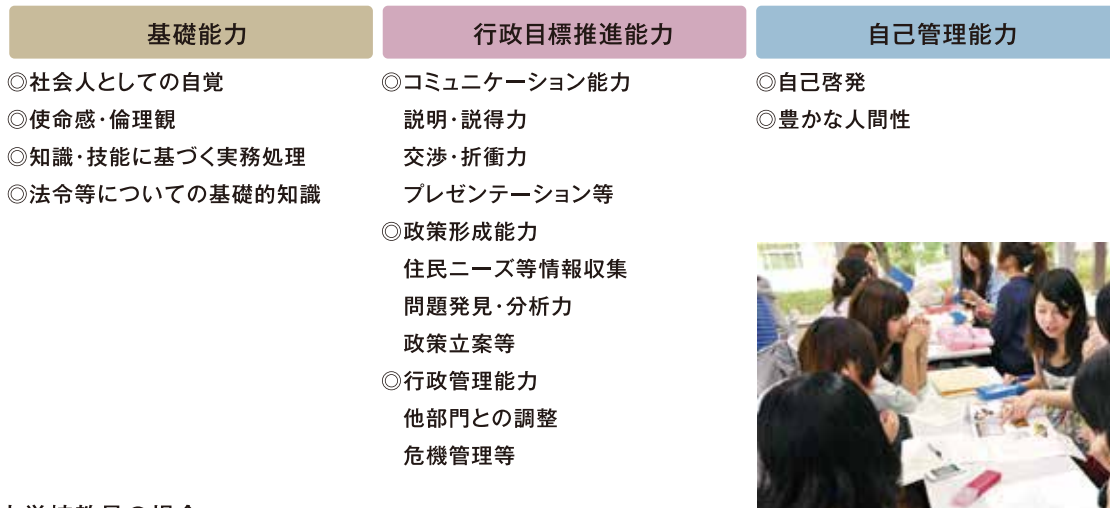 基礎能力
◎社会人としての自覚
◎使命感・倫理観
◎知識・技能に基づく実務処理
◎法令等についての基礎的知識
行政目標推進能力
◎コミュニケーション能力
説明・説得力
交渉・折衝力
プレゼンテーション等
◎政策形成能力
住民ニーズ等情報収集
問題発見・分析力
政策立案等
◎行政管理能力
他部門との調整
危機管理等
自己管理能力
◎自己啓発
◎豊かな人間性